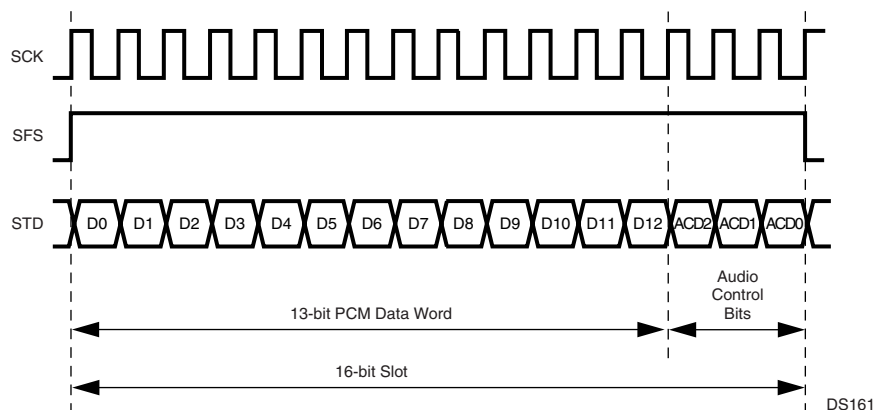 SCK
SFS
STD D0 D1 D2 D3 D4 D5 D6 D7 D8 D9 D10 D11 D12 ACD2 ACD1 ACD0
13-bit PCM Data Word
Audio
Control
Bits
16-bit Slot
DS161